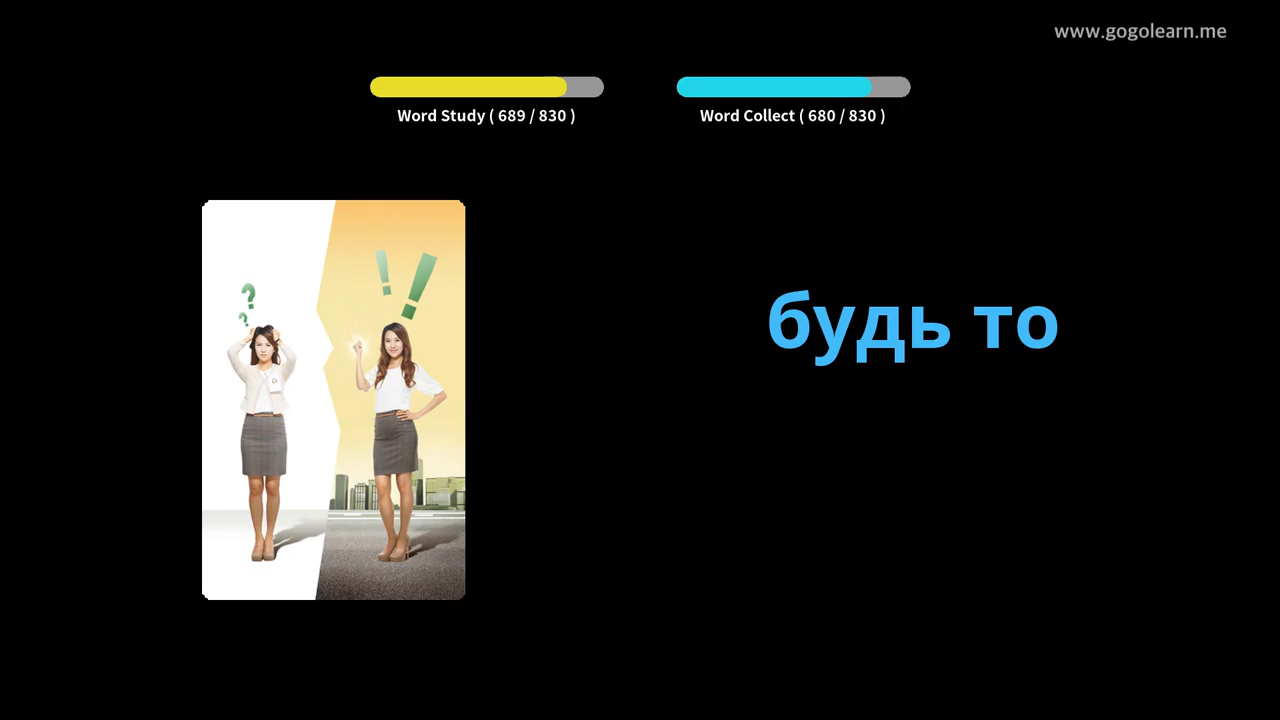 www.gogolearn.me
Word Study ( 689 / 830 )
Word Collect ( 680 / 830 )
? ?
! !
будь то